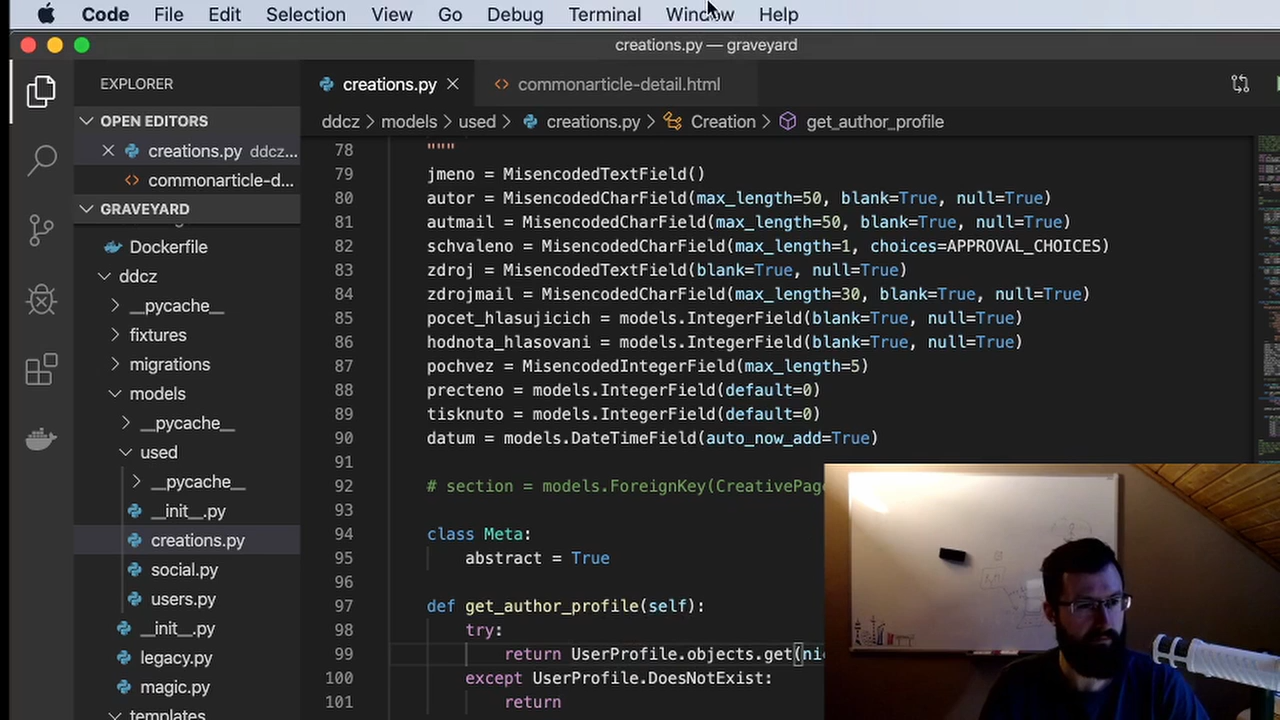 Code File Edit Selection View Go Debug Terminal Window Help
creations.py — graveyard
EXPLORER
OPEN EDITORS
creations.py ddcz...
commonarticle-d...
GRAVEYARD
Dockerfile
ddcz
__pycache__
fixtures
migrations
models
__pycache__
used
__pycache__
__init__.py
creations.py
social.py
users.py
__init__.py
legacy.py
magic.py
templates
creations.py commonarticle-detail.html
ddcz > models > used > creations.py > Creation > get_author_profile
78 """
79 jmeno = MisencodedTextField()
80 autor = MisencodedCharField(max_length=50, blank=True, null=True)
81 autmail = MisencodedCharField(max_length=50, blank=True, null=True)
82 schvaleno = MisencodedCharField(max_length=1, choices=APPROVAL_CHOICES)
83 zdroj = MisencodedTextField(blank=True, null=True)
84 zdrojmail = MisencodedCharField(max_length=30, blank=True, null=True)
85 pocet_hlasujicich = models.IntegerField(blank=True, null=True)
86 hodnota_hlasovani = models.IntegerField(blank=True, null=True)
87 pochvez = MisencodedIntegerField(max_length=5)
88 precteno = models.IntegerField(default=0)
89 tisknuto = models.IntegerField(default=0)
90 datum = models.DateTimeField(auto_now_add=True)
91
92 # section = models.ForeignKey(CreativePag
93
94 class Meta:
95 abstract = True
96
97 def get_author_profile(self):
98 try:
99 return UserProfile.objects.get(ni
100 except UserProfile.DoesNotExist:
101 return